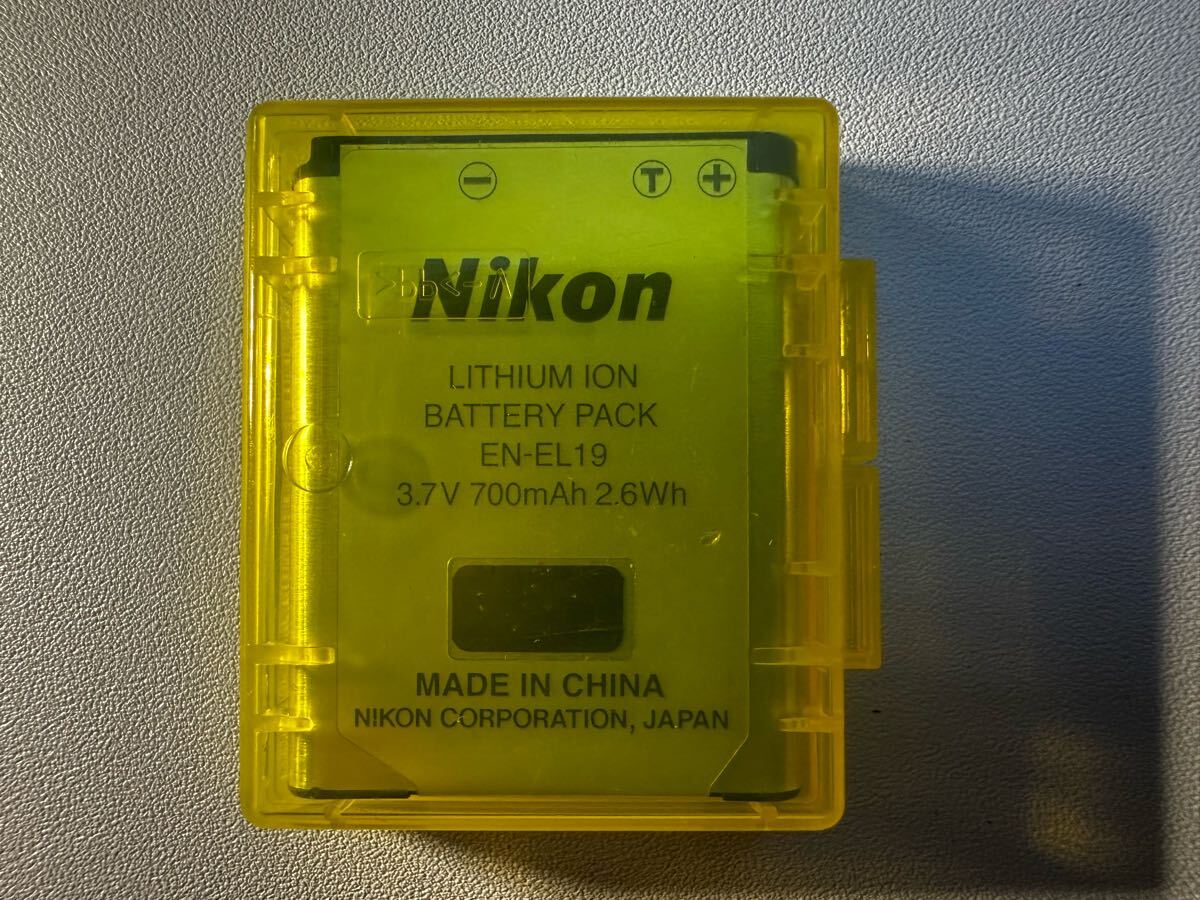 − T +
Nikon
LITHIUM ION
BATTERY PACK
EN-EL19
3.7V 700mAh 2.6Wh
MADE IN CHINA
NIKON CORPORATION, JAPAN